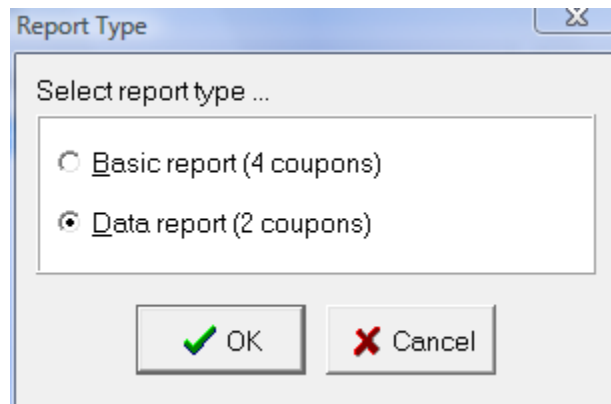 Report Type
Select report type ...
Basic report (4 coupons)
Data report (2 coupons)
OK
Cancel